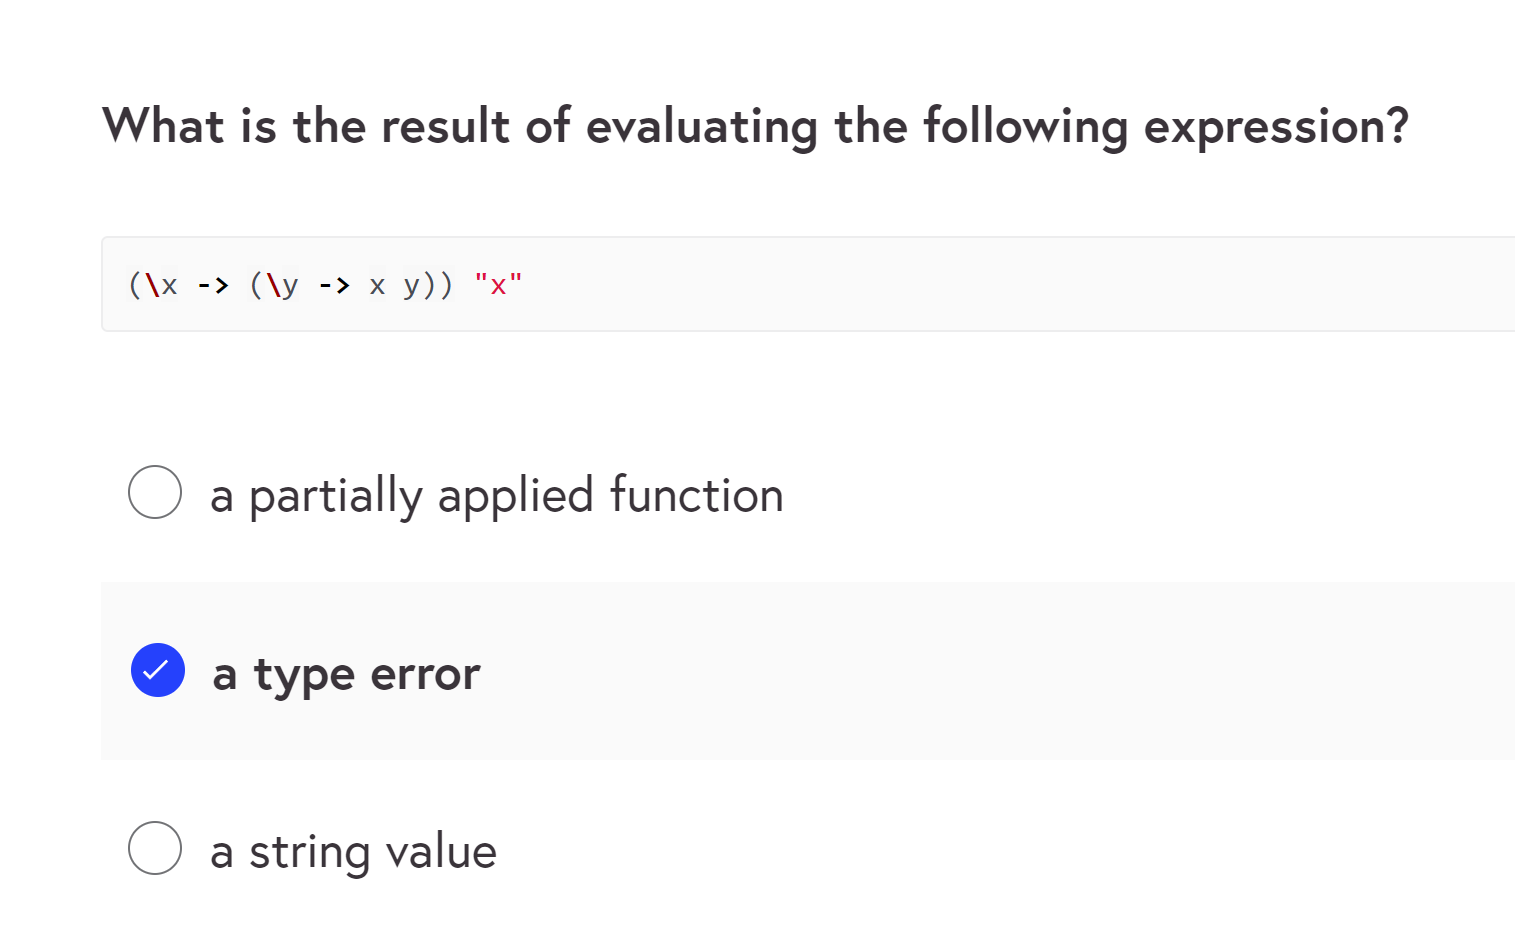 What is the result of evaluating the following expression?
(\x -> (\y -> x y)) "x"
a partially applied function
a type error
a string value